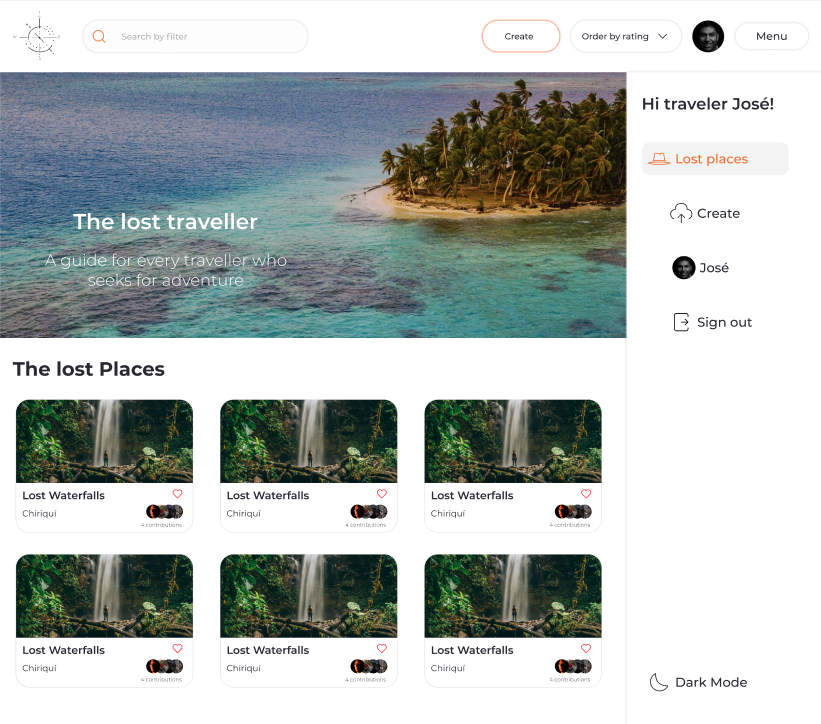 Search by filter
Create
Order by rating
Menu
The lost traveller
A guide for every traveller who
seeks for adventure
Hi traveler José!
Lost places
Create
José
Sign out
Dark Mode
The lost Places
Lost Waterfalls
Chiriquí
4 contributions
Lost Waterfalls
Chiriquí
4 contributions
Lost Waterfalls
Chiriquí
4 contributions
Lost Waterfalls
Chiriquí
4 contributions
Lost Waterfalls
Chiriquí
4 contributions
Lost Waterfalls
Chiriquí
4 contributions